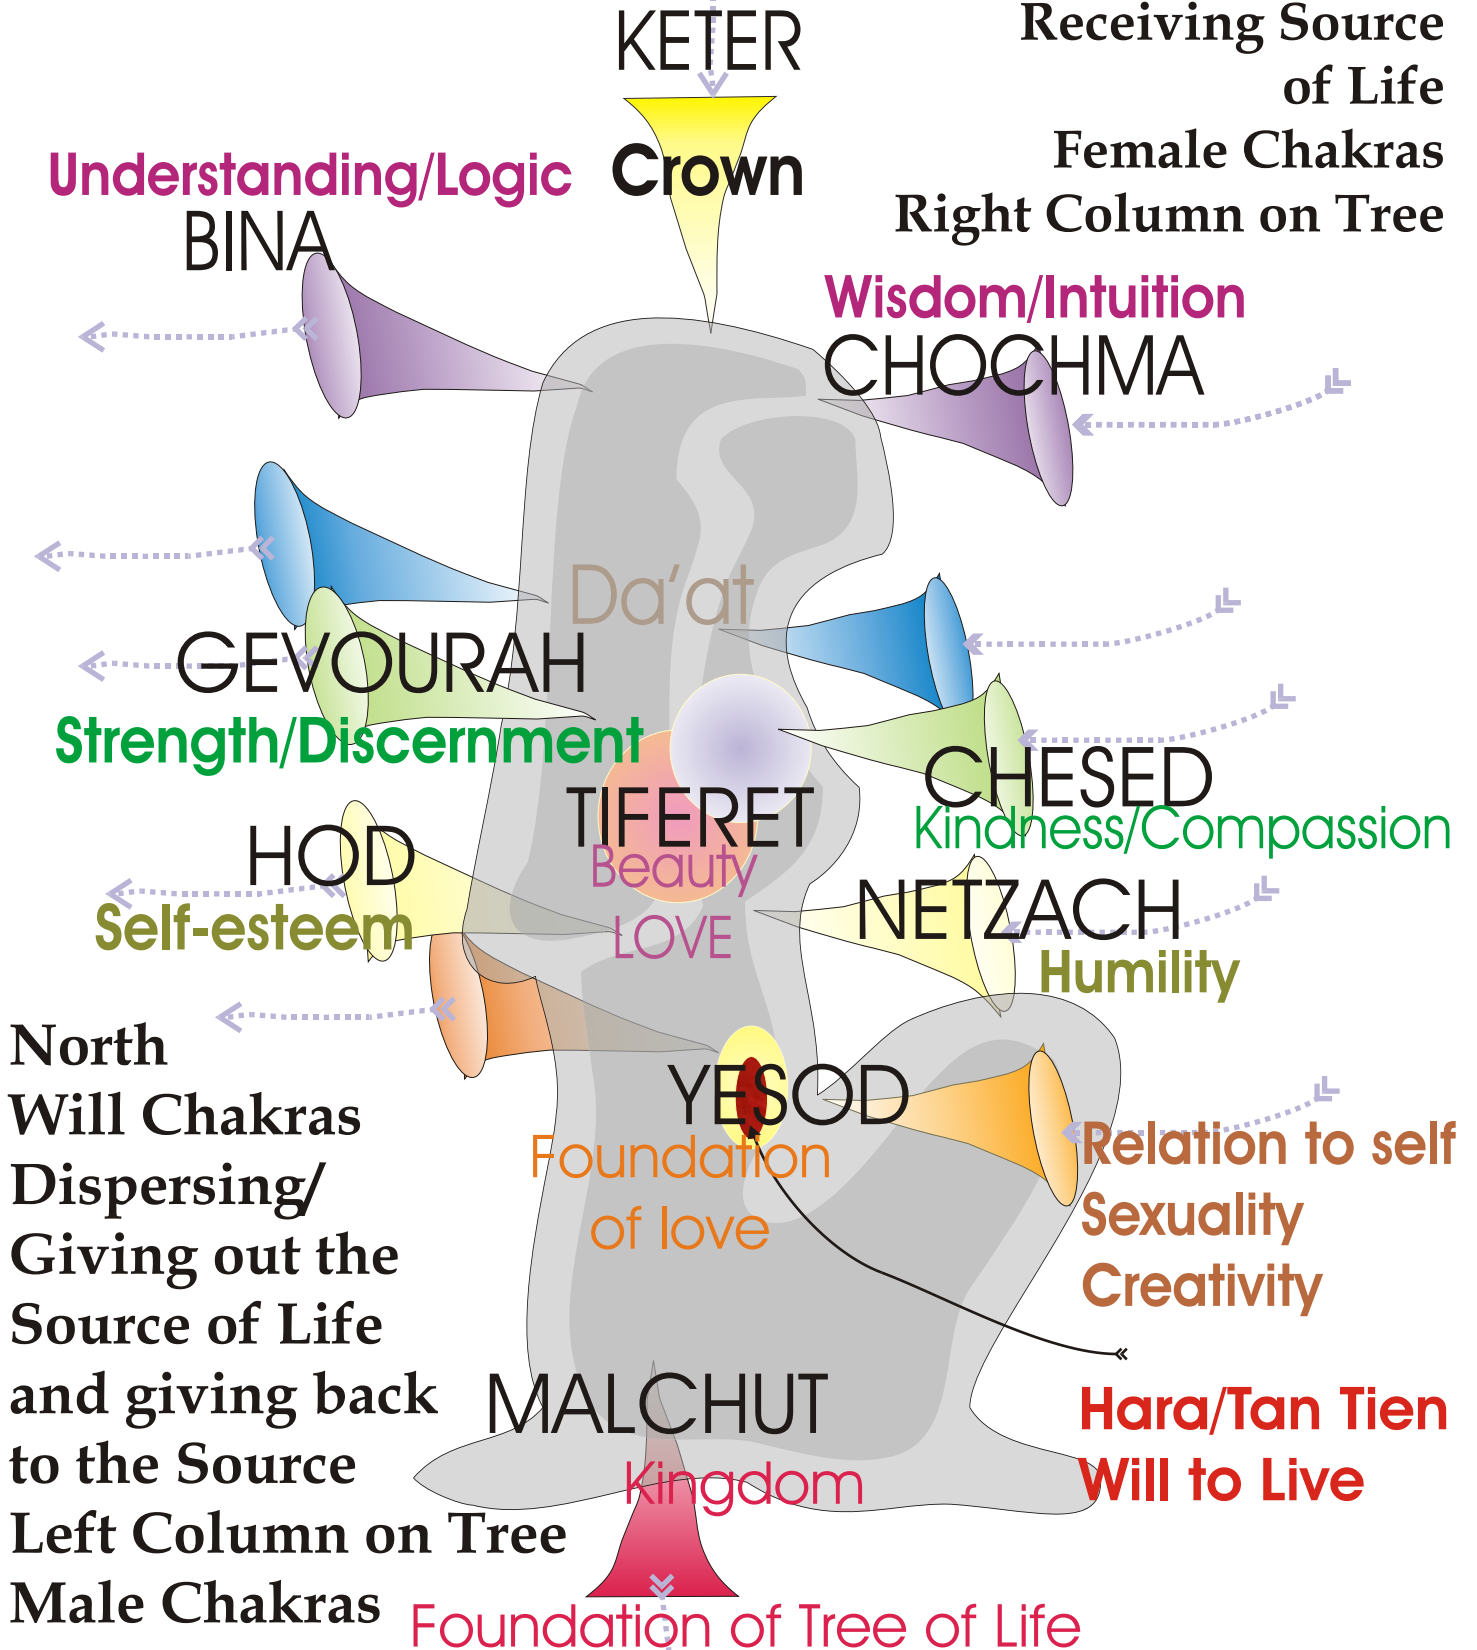 KETER
Crown
Receiving Source
of Life
Female Chakras
Right Column on Tree
Understanding/Logic
BINA
Wisdom/Intuition
CHOCHMA
Da'at
GEVOURAH
Strength/Discernment
CHESED
Kindness/Compassion
TIFERET
Beauty
LOVE
HOD
Self-esteem
NETZACH
Humility
YESOD
Foundation
of love
Relation to self
Sexuality
Creativity
Hara/Tan Tien
Will to Live
North
Will Chakras
Dispersing/
Giving out the
Source of Life
and giving back
to the Source
Left Column on Tree
Male Chakras
MALCHUT
Kingdom
Foundation of Tree of Life